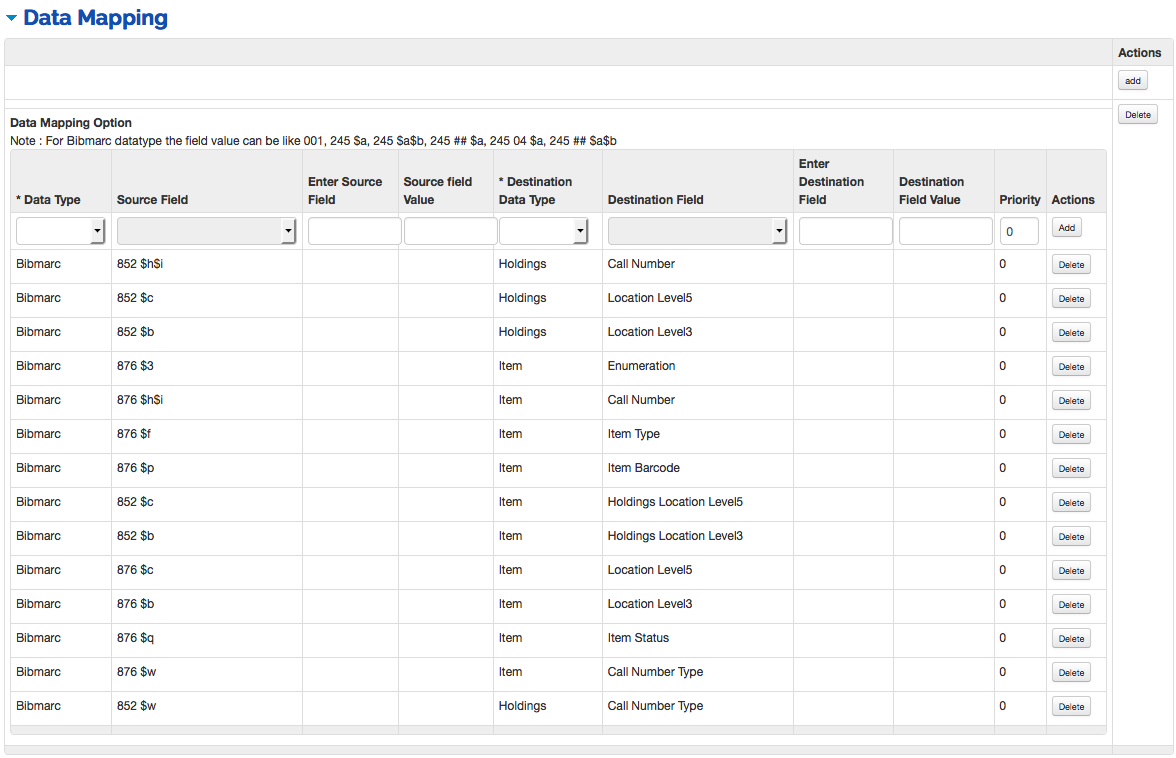 Data Mapping
Actions
add
Delete
Data Mapping Option
Note : For Bibmarc datatype the field value can be like 001, 245 $a, 245 $a$b, 245 ## $a, 245 04 $a, 245 ## $a$b
* Data Type Source Field Enter Source Field Source field Value * Destination Data Type Destination Field Enter Destination Field Destination Field Value Priority Actions
0 Add
Bibmarc 852 $h$i Holdings Call Number 0 Delete
Bibmarc 852 $c Holdings Location Level5 0 Delete
Bibmarc 852 $b Holdings Location Level3 0 Delete
Bibmarc 876 $3 Item Enumeration 0 Delete
Bibmarc 876 $h$i Item Call Number 0 Delete
Bibmarc 876 $f Item Item Type 0 Delete
Bibmarc 876 $p Item Item Barcode 0 Delete
Bibmarc 852 $c Item Holdings Location Level5 0 Delete
Bibmarc 852 $b Item Holdings Location Level3 0 Delete
Bibmarc 876 $c Item Location Level5 0 Delete
Bibmarc 876 $b Item Location Level3 0 Delete
Bibmarc 876 $q Item Item Status 0 Delete
Bibmarc 876 $w Item Call Number Type 0 Delete
Bibmarc 852 $w Holdings Call Number Type 0 Delete